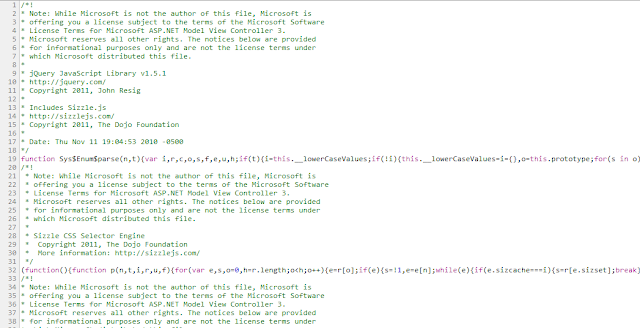 1 /*!
2 * Note: While Microsoft is not the author of this file, Microsoft is
3 * offering you a license subject to the terms of the Microsoft Software
4 * License Terms for Microsoft ASP.NET Model View Controller 3.
5 * Microsoft reserves all other rights. The notices below are provided
6 * for informational purposes only and are not the license terms under
7 * which Microsoft distributed this file.
8 *
9 * jQuery JavaScript Library v1.5.1
10 * http://jquery.com/
11 * Copyright 2011, John Resig
12 *
13 * Includes Sizzle.js
14 * http://sizzlejs.com/
15 * Copyright 2011, The Dojo Foundation
16 *
17 * Date: Thu Nov 11 19:04:53 2010 -0500
18 */
19 function Sys$Enum$parse(n,t){var i,r,c,o,s,f,e,u,h;if(t){i=this.__lowerCaseValues;if(!i){this.__lowerCaseValues=i={},o=this.prototype;for(s in o)
20 /*!
21 * Note: While Microsoft is not the author of this file, Microsoft is
22 * offering you a license subject to the terms of the Microsoft Software
23 * License Terms for Microsoft ASP.NET Model View Controller 3.
24 * Microsoft reserves all other rights. The notices below are provided
25 * for informational purposes only and are not the license terms under
26 * which Microsoft distributed this file.
27 *
28 * Sizzle CSS Selector Engine
29 * Copyright 2011, The Dojo Foundation
30 * More information: http://sizzlejs.com/
31 */
32 (function(){function p(n,t,i,r,u,f){for(var e,s,o=0,h=r.length;o<h;o++){e=r[o];if(e){s=!1,e=e[n];while(e){if(e.sizcache===i){s=r[e.sizset];break}
33 /*!
34 * Note: While Microsoft is not the author of this file, Microsoft is
35 * offering you a license subject to the terms of the Microsoft Software
36 * License Terms for Microsoft ASP.NET Model View Controller 3.
37 * Microsoft reserves all other rights. The notices below are provided
38 * for informational purposes only and are not the license terms under